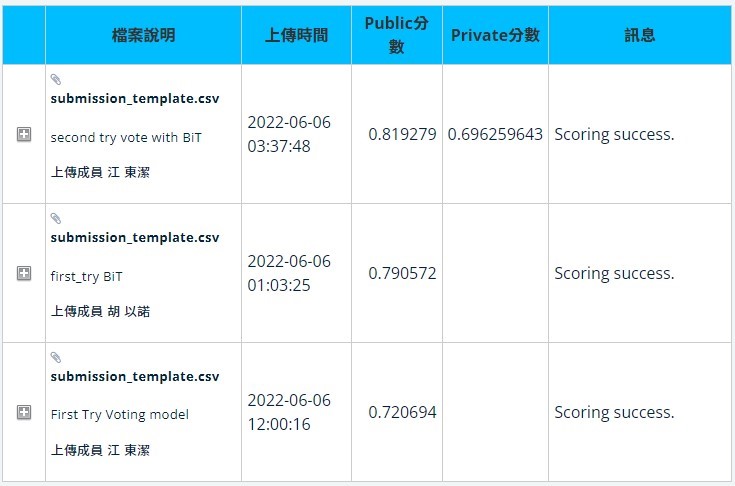 檔案說明
上傳時間
Public分
數
Private分數
訊息
submission_template.csv
second try vote with BiT
上傳成員 江 東潔
2022-06-06
03:37:48
0.819279
0.696259643
Scoring success.
submission_template.csv
first_try BiT
上傳成員 胡 以諾
2022-06-06
01:03:25
0.790572
Scoring success.
submission_template.csv
First Try Voting model
上傳成員 江 東潔
2022-06-06
12:00:16
0.720694
Scoring success.